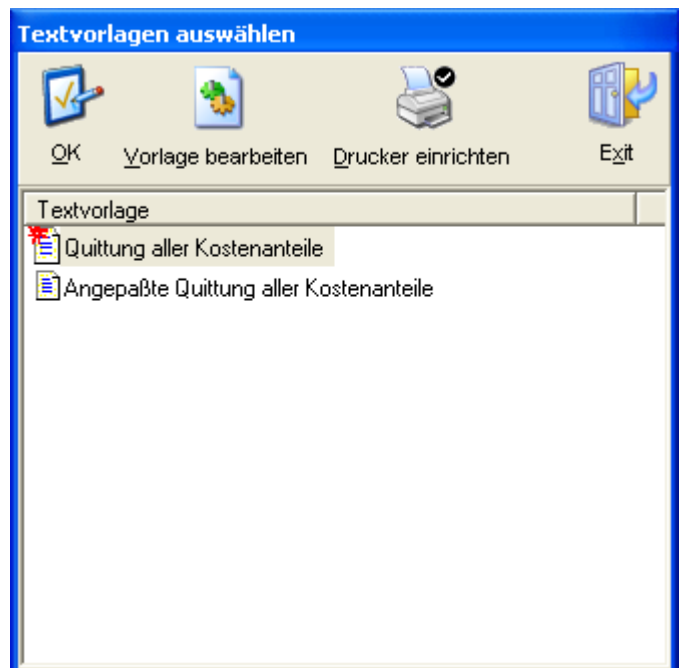 Textvorlagen auswählen
OK Vorlage bearbeiten Drucker einrichten Exit
Textvorlage
Quittung aller Kostenanteile
Angepaßte Quittung aller Kostenanteile